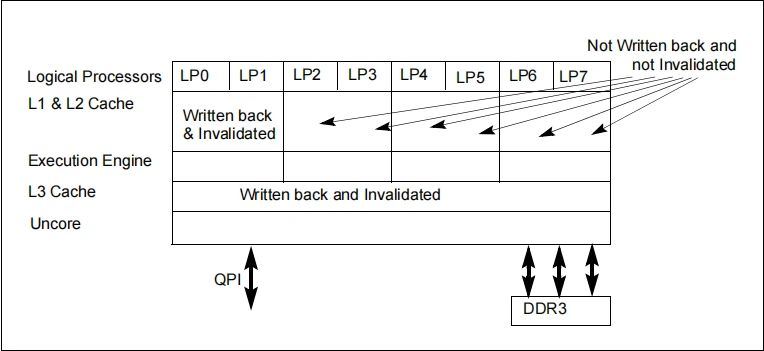 Not Written back and
not Invalidated
Logical Processors LP0 LP1 LP2 LP3 LP4 LP5 LP6 LP7
L1 & L2 Cache
Written back
& Invalidated
Execution Engine
L3 Cache Written back and Invalidated
Uncore
QPI
DDR3